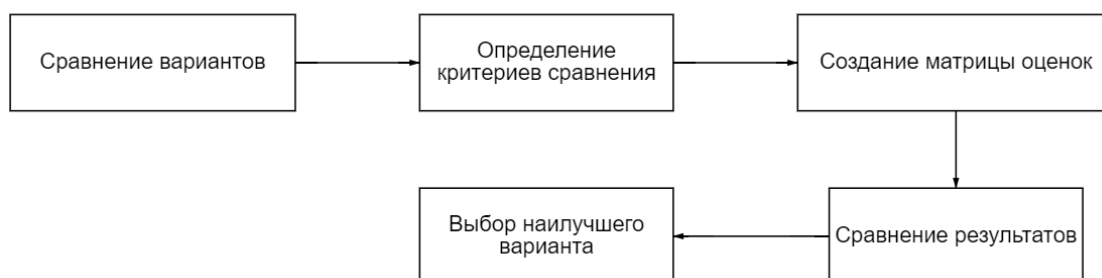 Сравнение вариантов
Определение
критериев сравнения
Создание матрицы оценок
Сравнение результатов
Выбор наилучшего
варианта